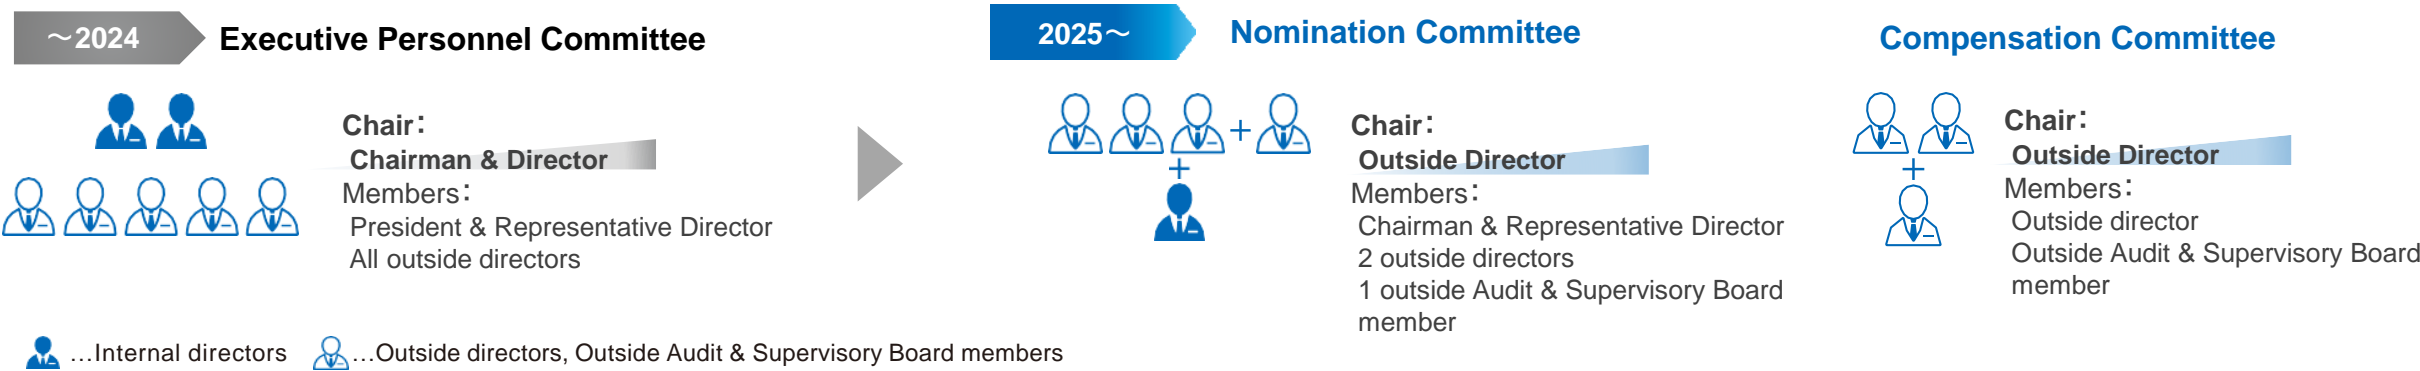 ～2024
Executive Personnel Committee
Chair：
Chairman & Director
Members：
President & Representative Director
All outside directors
2025～
Nomination Committee
Chair：
Outside Director
Members：
Chairman & Representative Director
2 outside directors
1 outside Audit & Supervisory Board
member
Compensation Committee
Chair：
Outside Director
Members：
Outside director
Outside Audit & Supervisory Board
member
…Internal directors
…Outside directors, Outside Audit & Supervisory Board members